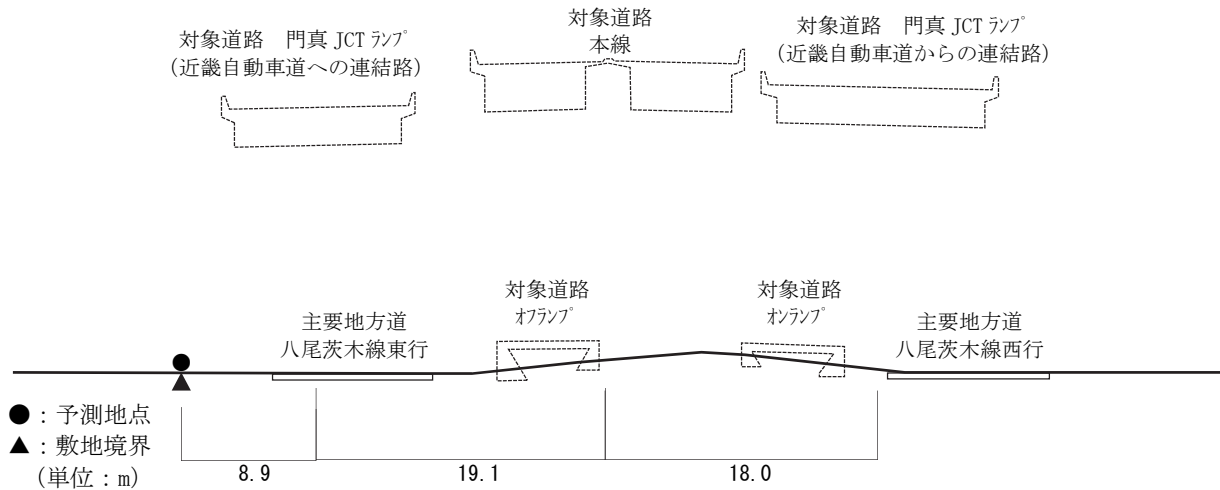 対象道路　門真 JCT ﾗﾝﾌﾟ
(近畿自動車道への連結路)
対象道路
本線
対象道路　門真 JCT ﾗﾝﾌﾟ
(近畿自動車道からの連結路)
主要地方道
八尾茨木線東行
対象道路
ｵﾌﾗﾝﾌﾟ
対象道路
ｵﾝﾗﾝﾌﾟ
主要地方道
八尾茨木線西行
●：予測地点
▲：敷地境界
(単位：m)
8.9
19.1
18.0